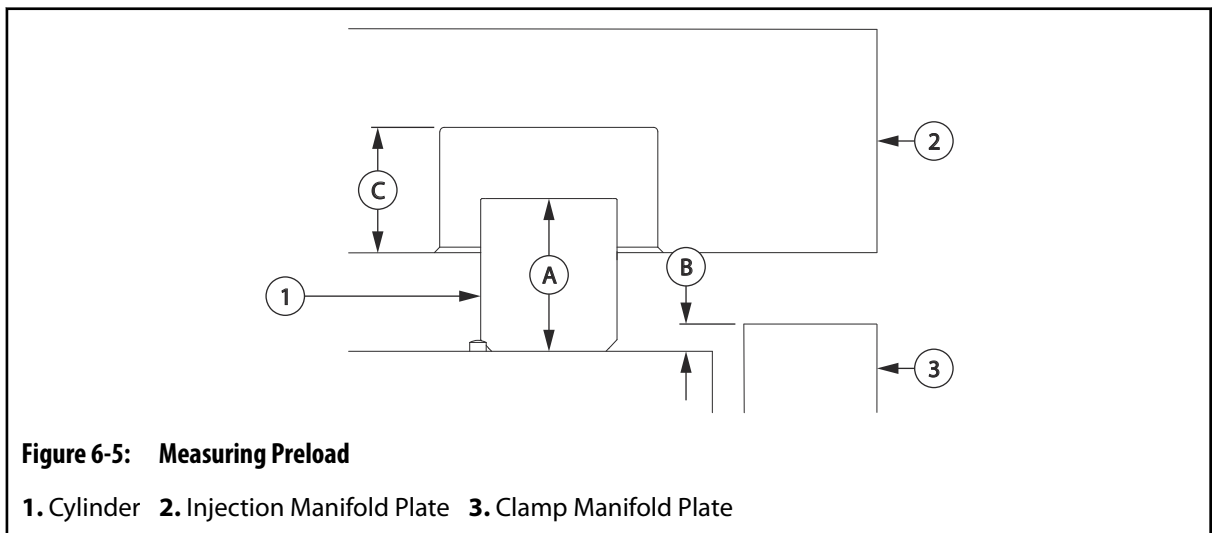 2
C
A
B
1
3
Figure 6-5: Measuring Preload
1. Cylinder 2. Injection Manifold Plate 3. Clamp Manifold Plate